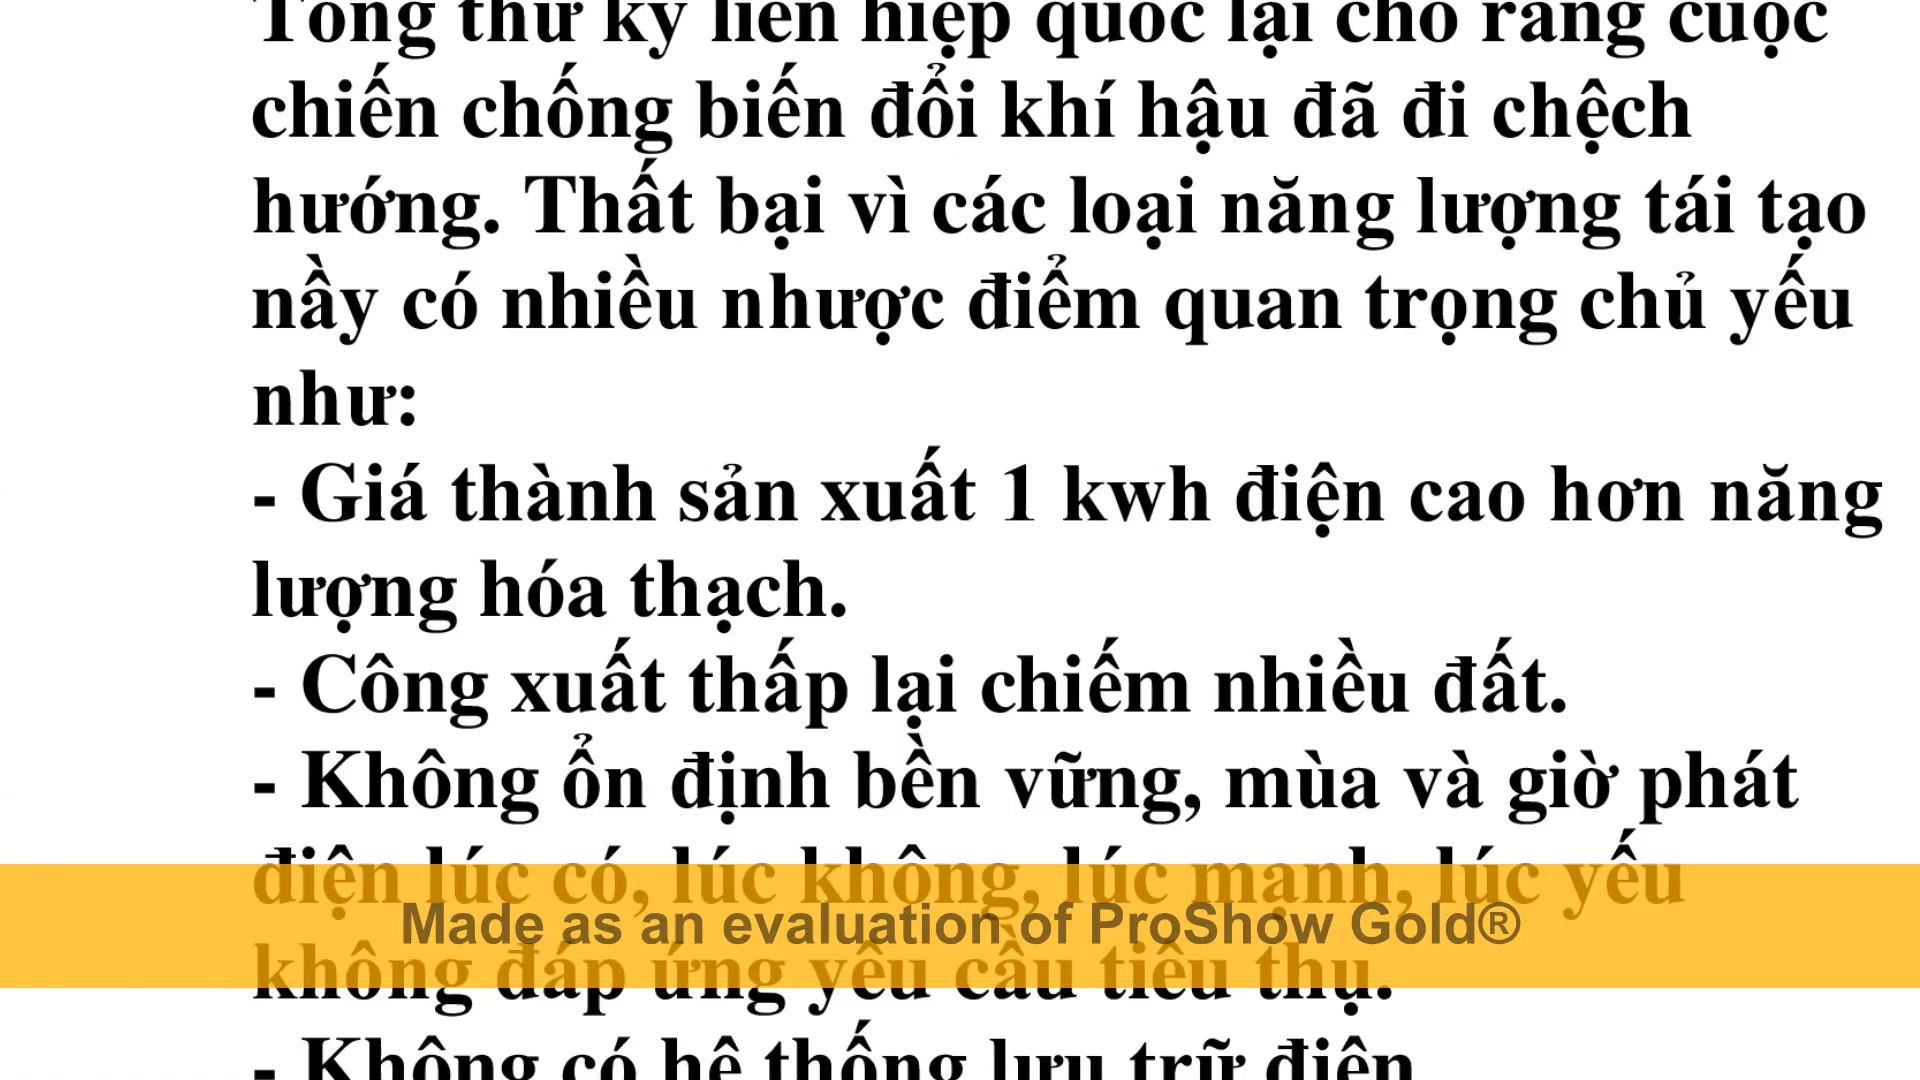 Tổng thư ký liên hiệp quốc lại cho rằng cuộc
chiến chống biến đổi khí hậu đã đi chệch
hướng. Thất bại vì các loại năng lượng tái tạo
nầy có nhiều nhược điểm quan trọng chủ yếu
như:
- Giá thành sản xuất 1 kwh điện cao hơn năng
lượng hóa thạch.
- Công xuất thấp lại chiếm nhiều đất.
- Không ổn định bền vững, mùa và giờ phát
điện lúc có, lúc không, lúc mạnh, lúc yếu
Made as an evaluation of ProShow Gold®
không đáp ứng yêu cầu tiêu thụ.
- Không có hệ thống lưu trữ điện